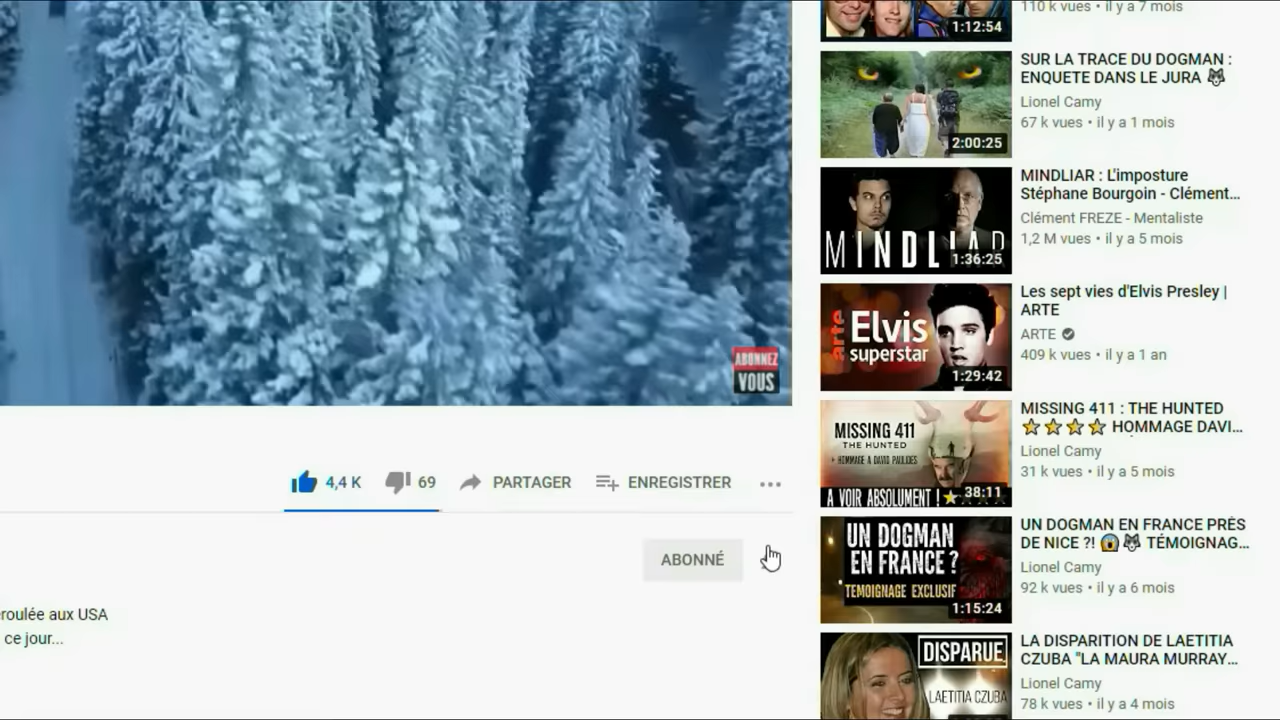 ABONNEZ
VOUS
4,4 K
69
PARTAGER
ENREGISTRER
ABONNÉ
éroulée aux USA
ce jour...
1:12:54
110 k vues • il y a 7 mois
2:00:25
SUR LA TRACE DU DOGMAN :
ENQUETE DANS LE JURA
Lionel Camy
67 k vues • il y a 1 mois
MINDLIAR
1:36:25
MINDLIAR : L'imposture
Stéphane Bourgoin - Clément...
Clément FREZE - Mentaliste
1,2 M vues • il y a 5 mois
arte
Elvis
superstar
1:29:42
Les sept vies d'Elvis Presley |
ARTE
ARTE
409 k vues • il y a 1 an
MISSING 411
THE HUNTED
+ HOMMAGE A DAVID PAULIDES
A VOIR ABSOLUMENT !
38:11
MISSING 411 : THE HUNTED
⭐⭐⭐⭐ HOMMAGE DAVI...
Lionel Camy
31 k vues • il y a 5 mois
UN DOGMAN
EN FRANCE ?
TEMOIGNAGE EXCLUSIF
1:15:24
UN DOGMAN EN FRANCE PRÈS
DE NICE ?! 😱🐺 TÉMOIGNAG...
Lionel Camy
92 k vues • il y a 6 mois
DISPARUE
LAETITIA CZUBA
LA DISPARITION DE LAETITIA
CZUBA "LA MAURA MURRAY...
Lionel Camy
78 k vues • il y a 4 mois